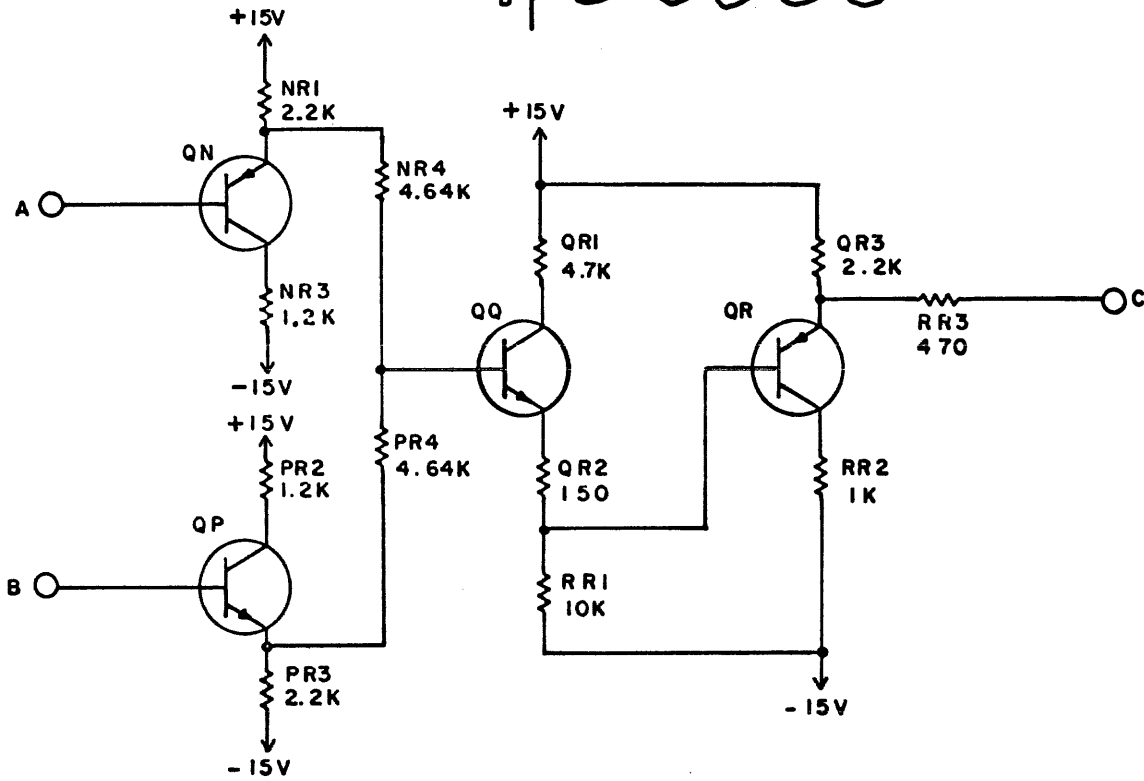 B
+15V
NR1
2.2K
QN
A
NR3
1.2K
-15V
NR4
4.64K
+15V
PR2
1.2K
QP
B
PR3
2.2K
-15V
PR4
4.64K
+15V
QR1
4.7K
QQ
QR2
150
RR1
10K
QR3
2.2K
QR
RR3
470
C
RR2
1K
-15V